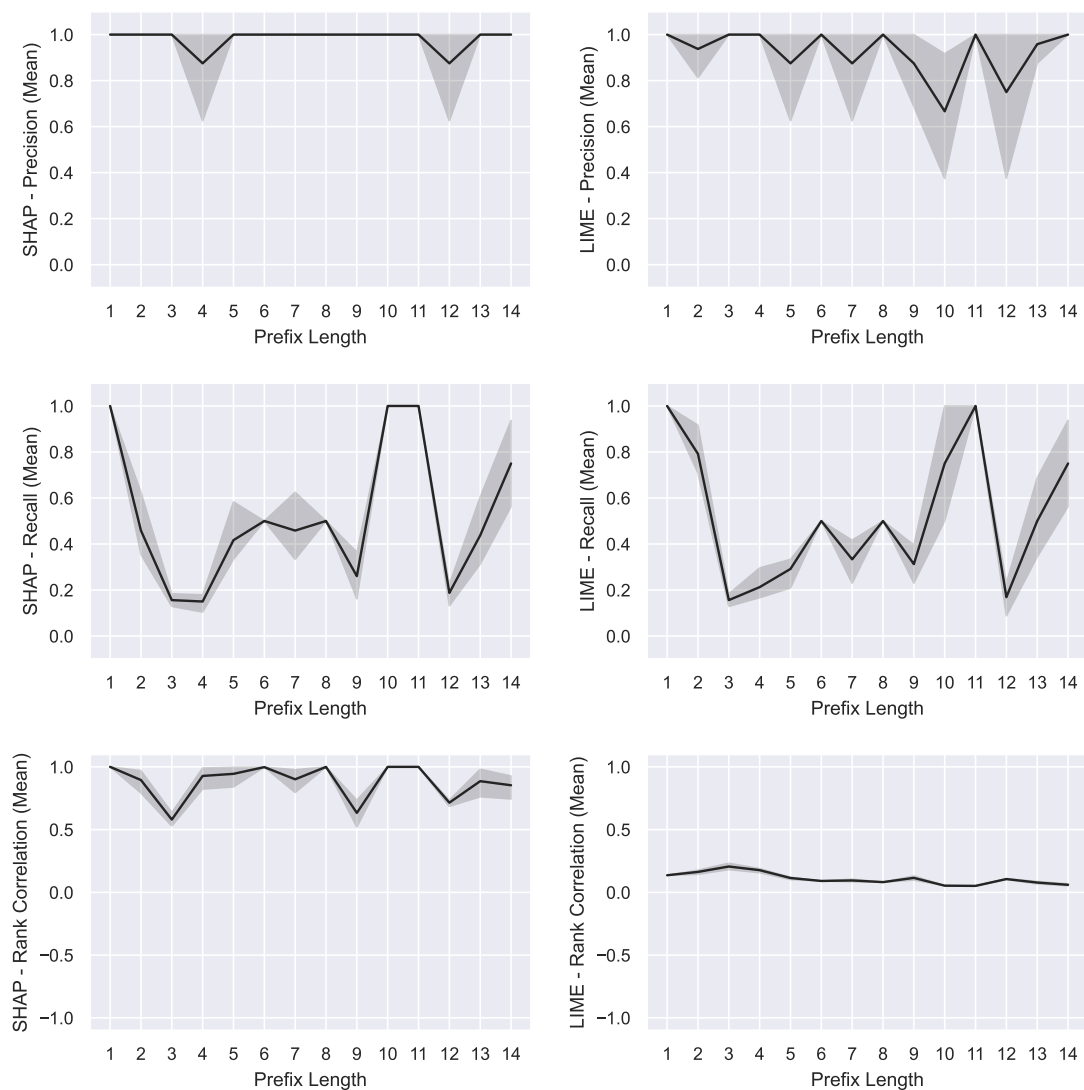 SHAP - Precision (Mean)
1.0
0.8
0.6
0.4
0.2
0.0
1 2 3 4 5 6 7 8 9 10 11 12 13 14
Prefix Length
LIME - Precision (Mean)
1.0
0.8
0.6
0.4
0.2
0.0
1 2 3 4 5 6 7 8 9 10 11 12 13 14
Prefix Length
SHAP - Recall (Mean)
1.0
0.8
0.6
0.4
0.2
0.0
1 2 3 4 5 6 7 8 9 10 11 12 13 14
Prefix Length
LIME - Recall (Mean)
1.0
0.8
0.6
0.4
0.2
0.0
1 2 3 4 5 6 7 8 9 10 11 12 13 14
Prefix Length
SHAP - Rank Correlation (Mean)
1.0
0.5
0.0
−0.5
−1.0
1 2 3 4 5 6 7 8 9 10 11 12 13 14
Prefix Length
LIME - Rank Correlation (Mean)
1.0
0.5
0.0
−0.5
−1.0
1 2 3 4 5 6 7 8 9 10 11 12 13 14
Prefix Length